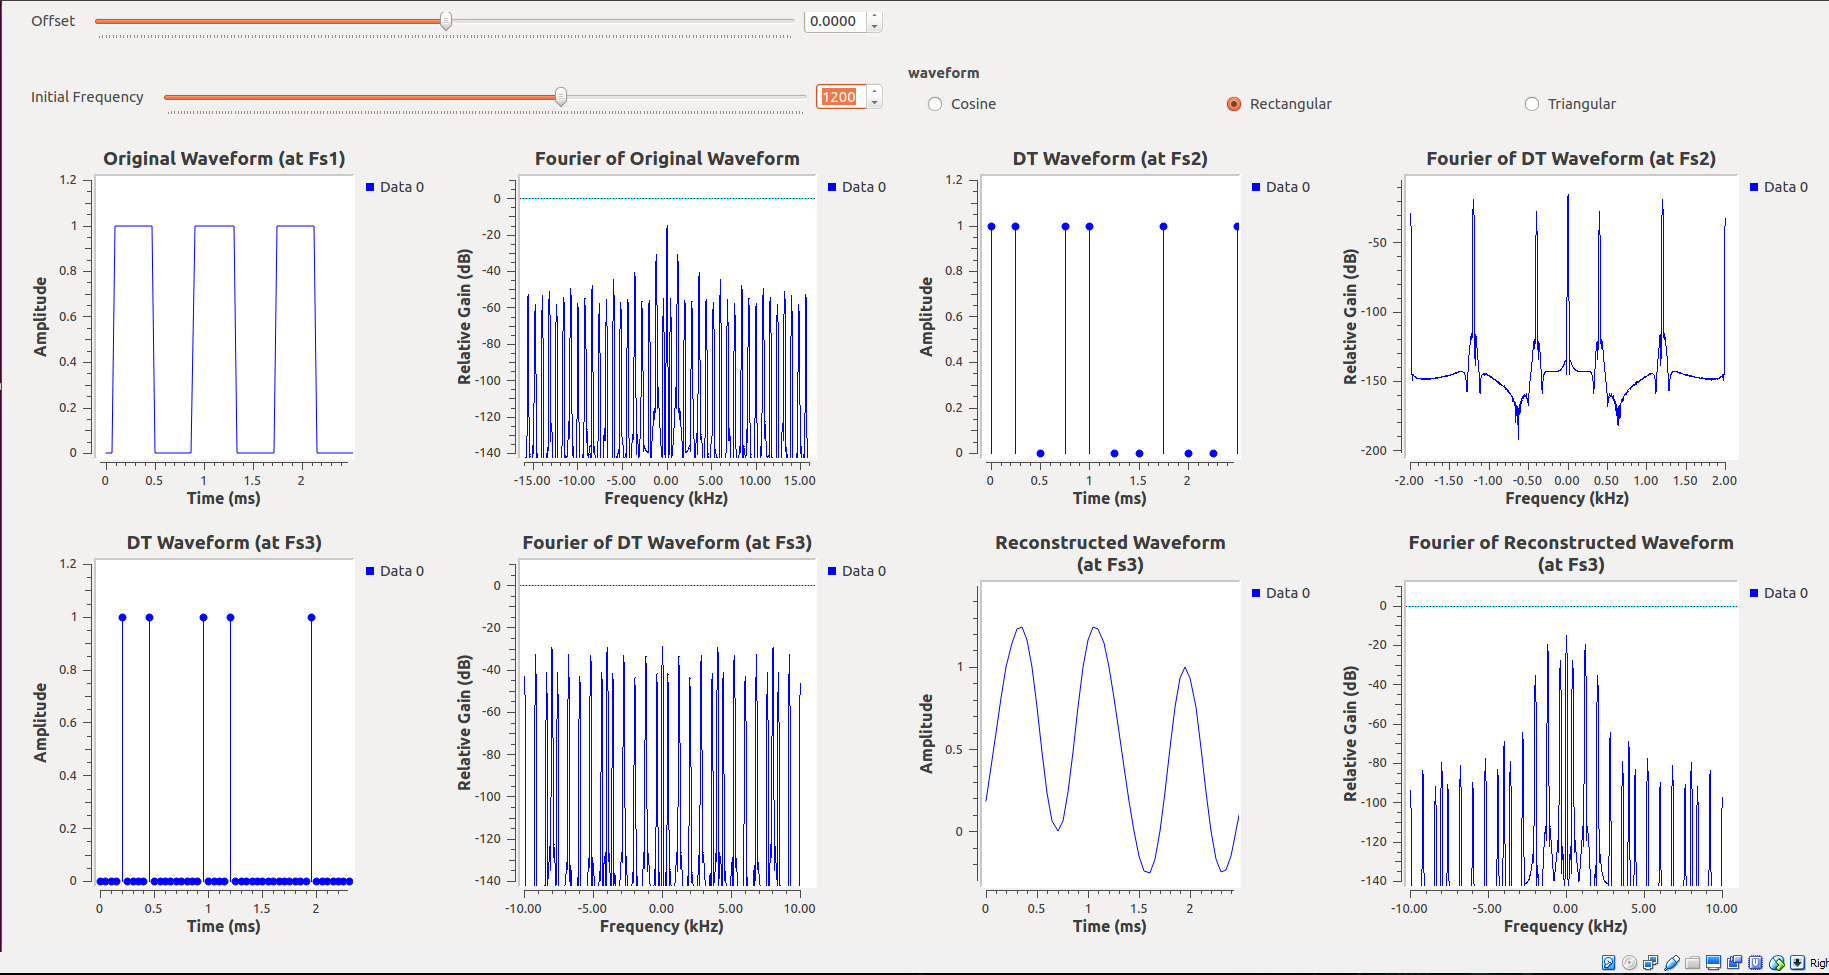 Offset 0.0000
waveform
Initial Frequency 1200 Cosine Rectangular Triangular
Original Waveform (at Fs1)
Data 0
Amplitude
1.2
1
0.8
0.6
0.4
0.2
0
0 0.5 1 1.5 2
Time (ms)
Fourier of Original Waveform
Data 0
Relative Gain (dB)
0
-20
-40
-60
-80
-100
-120
-140
-15.00 -10.00 -5.00 0.00 5.00 10.00 15.00
Frequency (kHz)
DT Waveform (at Fs2)
Data 0
Amplitude
1.2
1
0.8
0.6
0.4
0.2
0
0 0.5 1 1.5 2
Time (ms)
Fourier of DT Waveform (at Fs2)
Data 0
Relative Gain (dB)
-50
-100
-150
-200
-2.00 -1.50 -1.00 -0.50 0.00 0.50 1.00 1.50 2.00
Frequency (kHz)
DT Waveform (at Fs3)
Data 0
Amplitude
1.2
1
0.8
0.6
0.4
0.2
0
0 0.5 1 1.5 2
Time (ms)
Fourier of DT Waveform (at Fs3)
Data 0
Relative Gain (dB)
0
-20
-40
-60
-80
-100
-120
-140
-10.00 -5.00 0.00 5.00 10.00
Frequency (kHz)
Reconstructed Waveform
(at Fs3)
Data 0
Amplitude
1
0.5
0
0 0.5 1 1.5 2
Time (ms)
Fourier of Reconstructed Waveform
(at Fs3)
Data 0
Relative Gain (dB)
0
-20
-40
-60
-80
-100
-120
-140
-10.00 -5.00 0.00 5.00 10.00
Frequency (kHz)
Righ